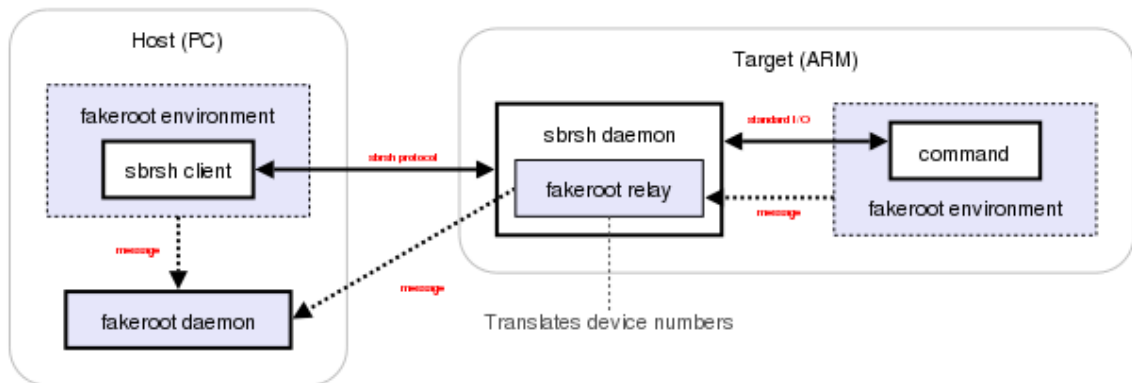 Host (PC)
fakeroot environment
sbrsh client
message
fakeroot daemon
sbrsh protocol
message
Target (ARM)
sbrsh daemon
fakeroot relay
Translates device numbers
standard I/O
message
command
fakeroot environment